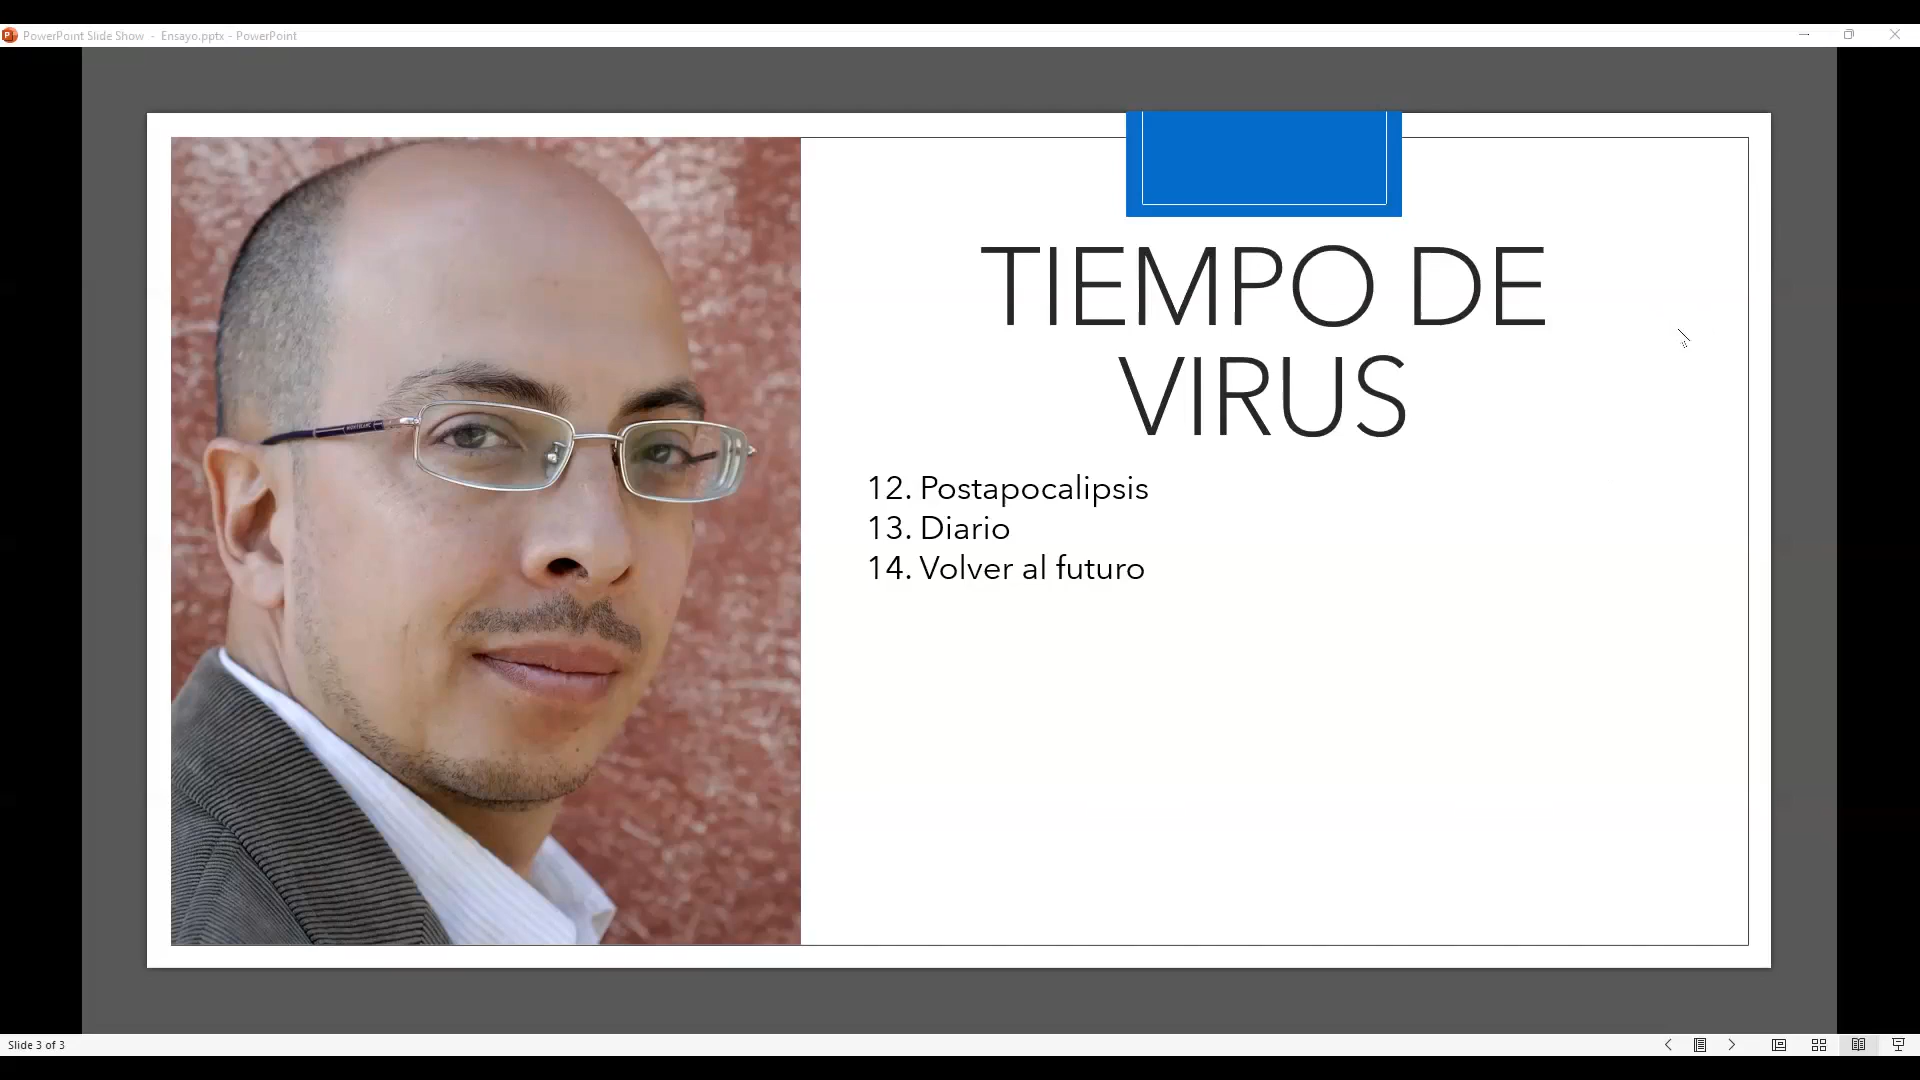 PowerPoint Slide Show - Ensayo.pptx - PowerPoint
TIEMPO DE
VIRUS
12. Postapocalipsis
13. Diario
14. Volver al futuro
Slide 3 of 3